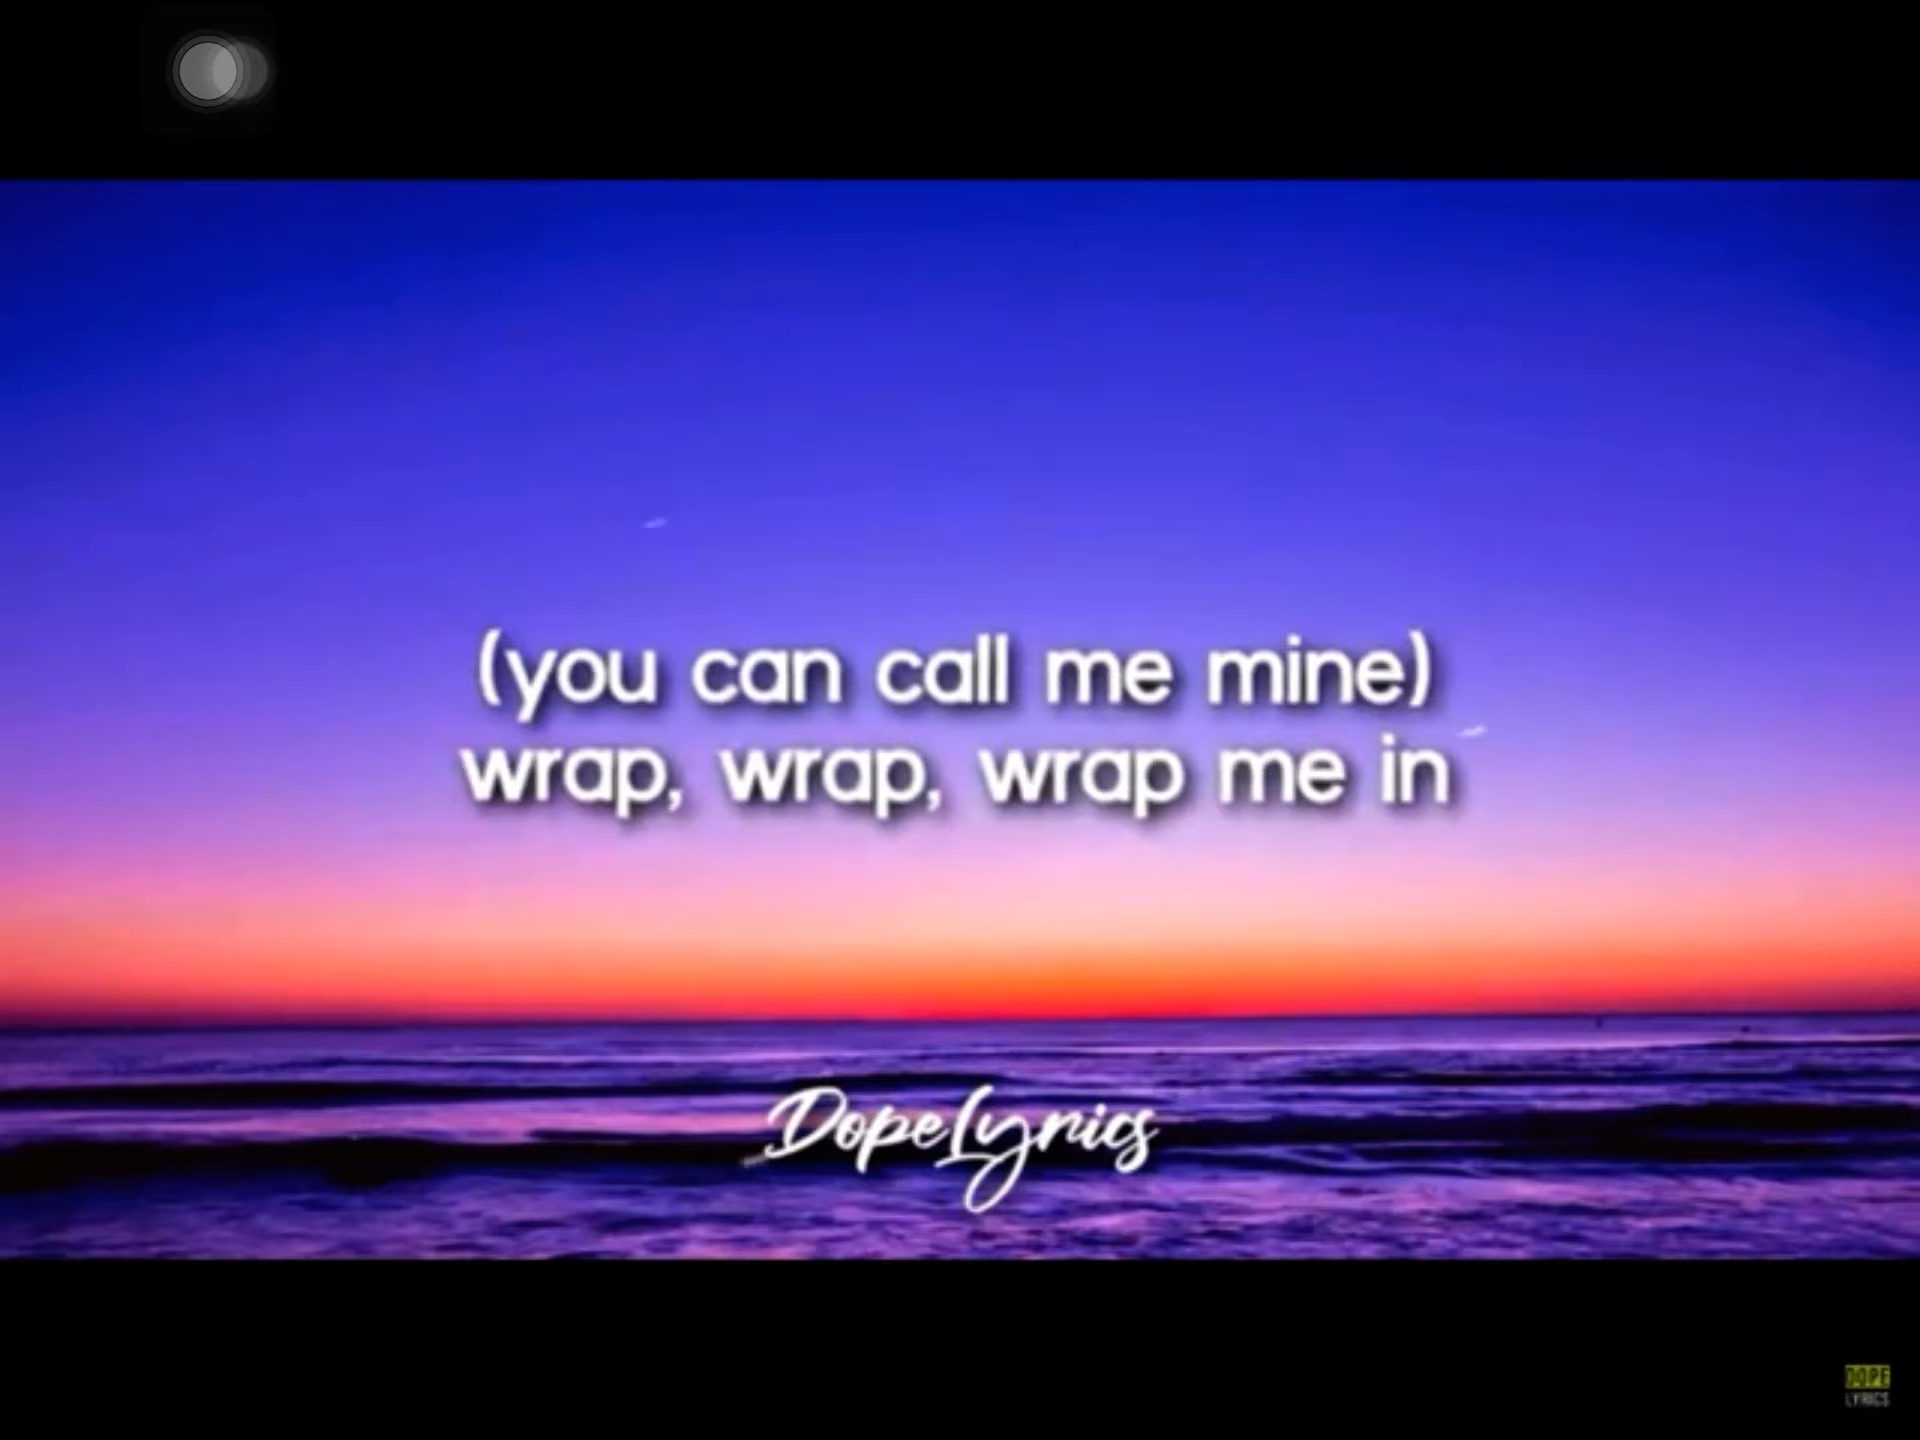 (you can call me mine)
wrap, wrap, wrap me in
DopeLyrics
DOPE
LYRICS